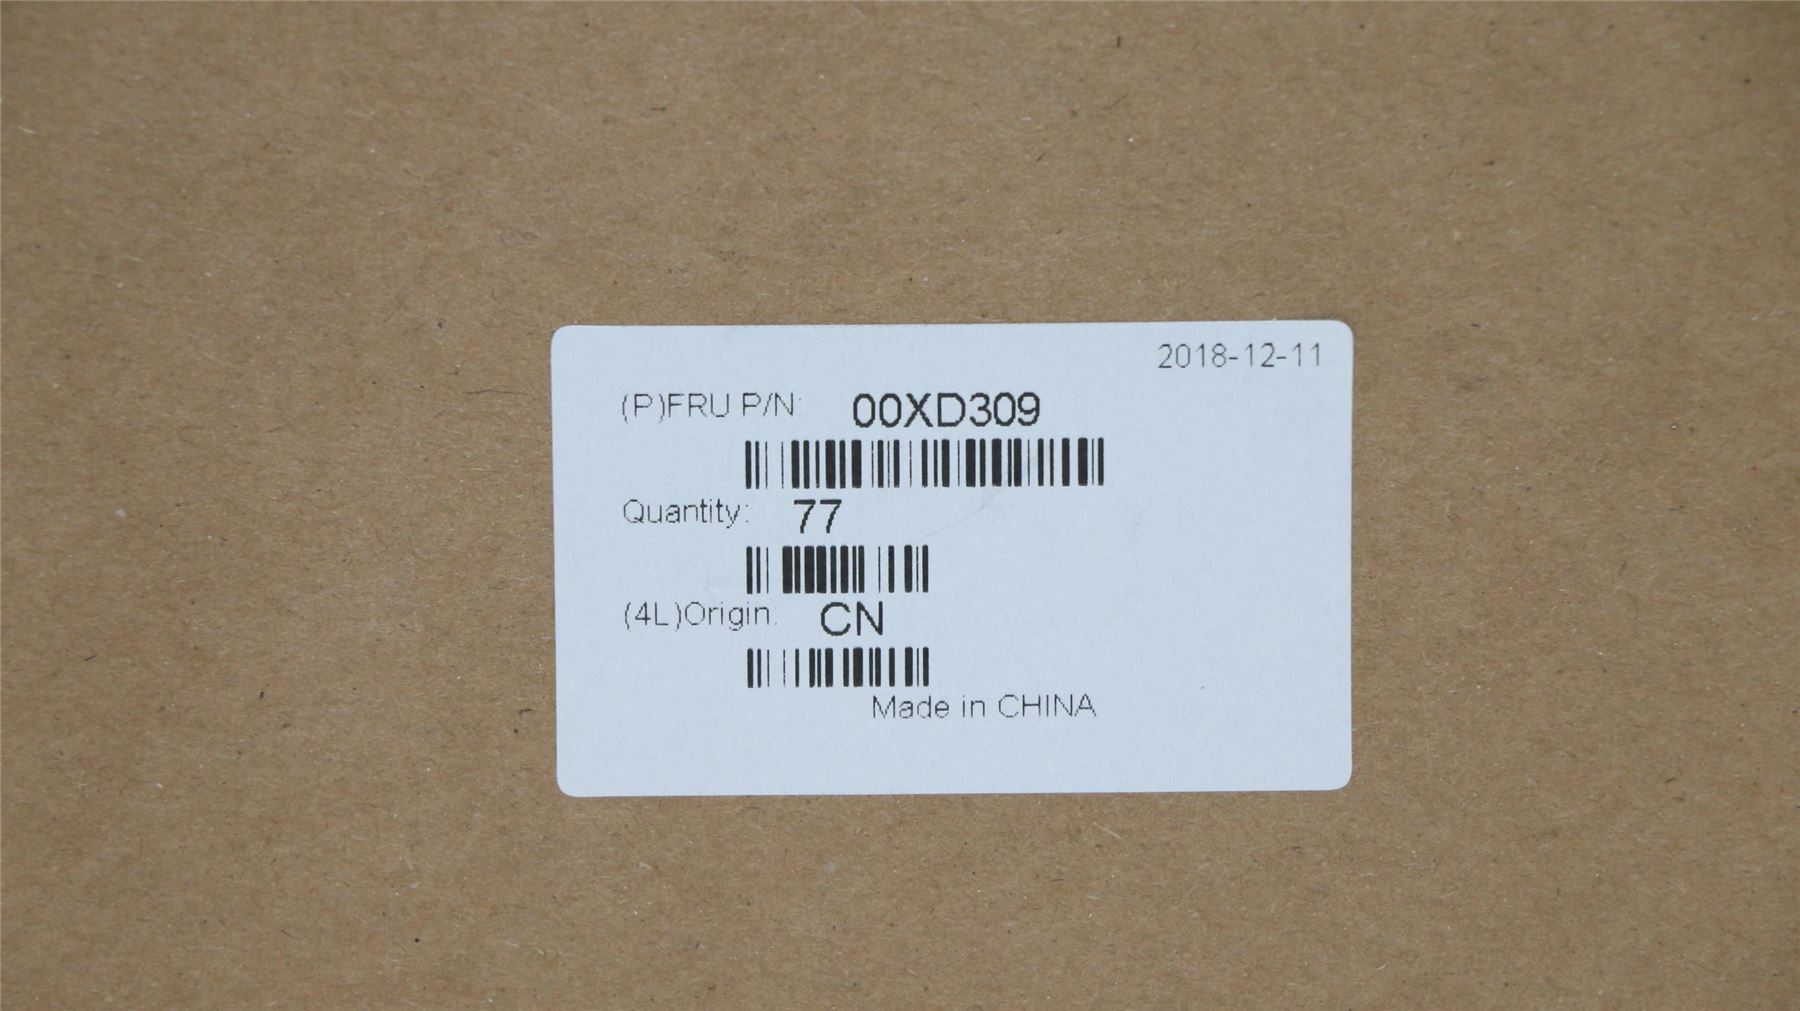 2018-12-11
(P)FRU P/N: 00XD309
Quantity: 77
(4L)Origin: CN
Made in CHINA